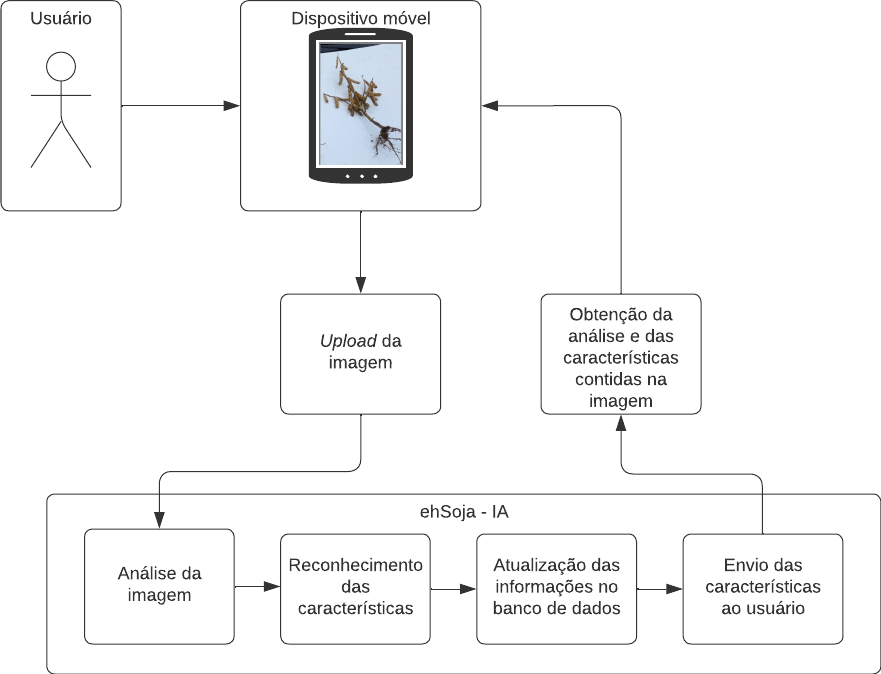 Usuário
Dispositivo móvel
Upload da
imagem
Obtenção da
análise e das
características
contidas na
imagem
ehSoja - IA
Análise da
imagem
Reconhecimento
das
características
Atualização das
informações no
banco de dados
Envio das
características
ao usuário